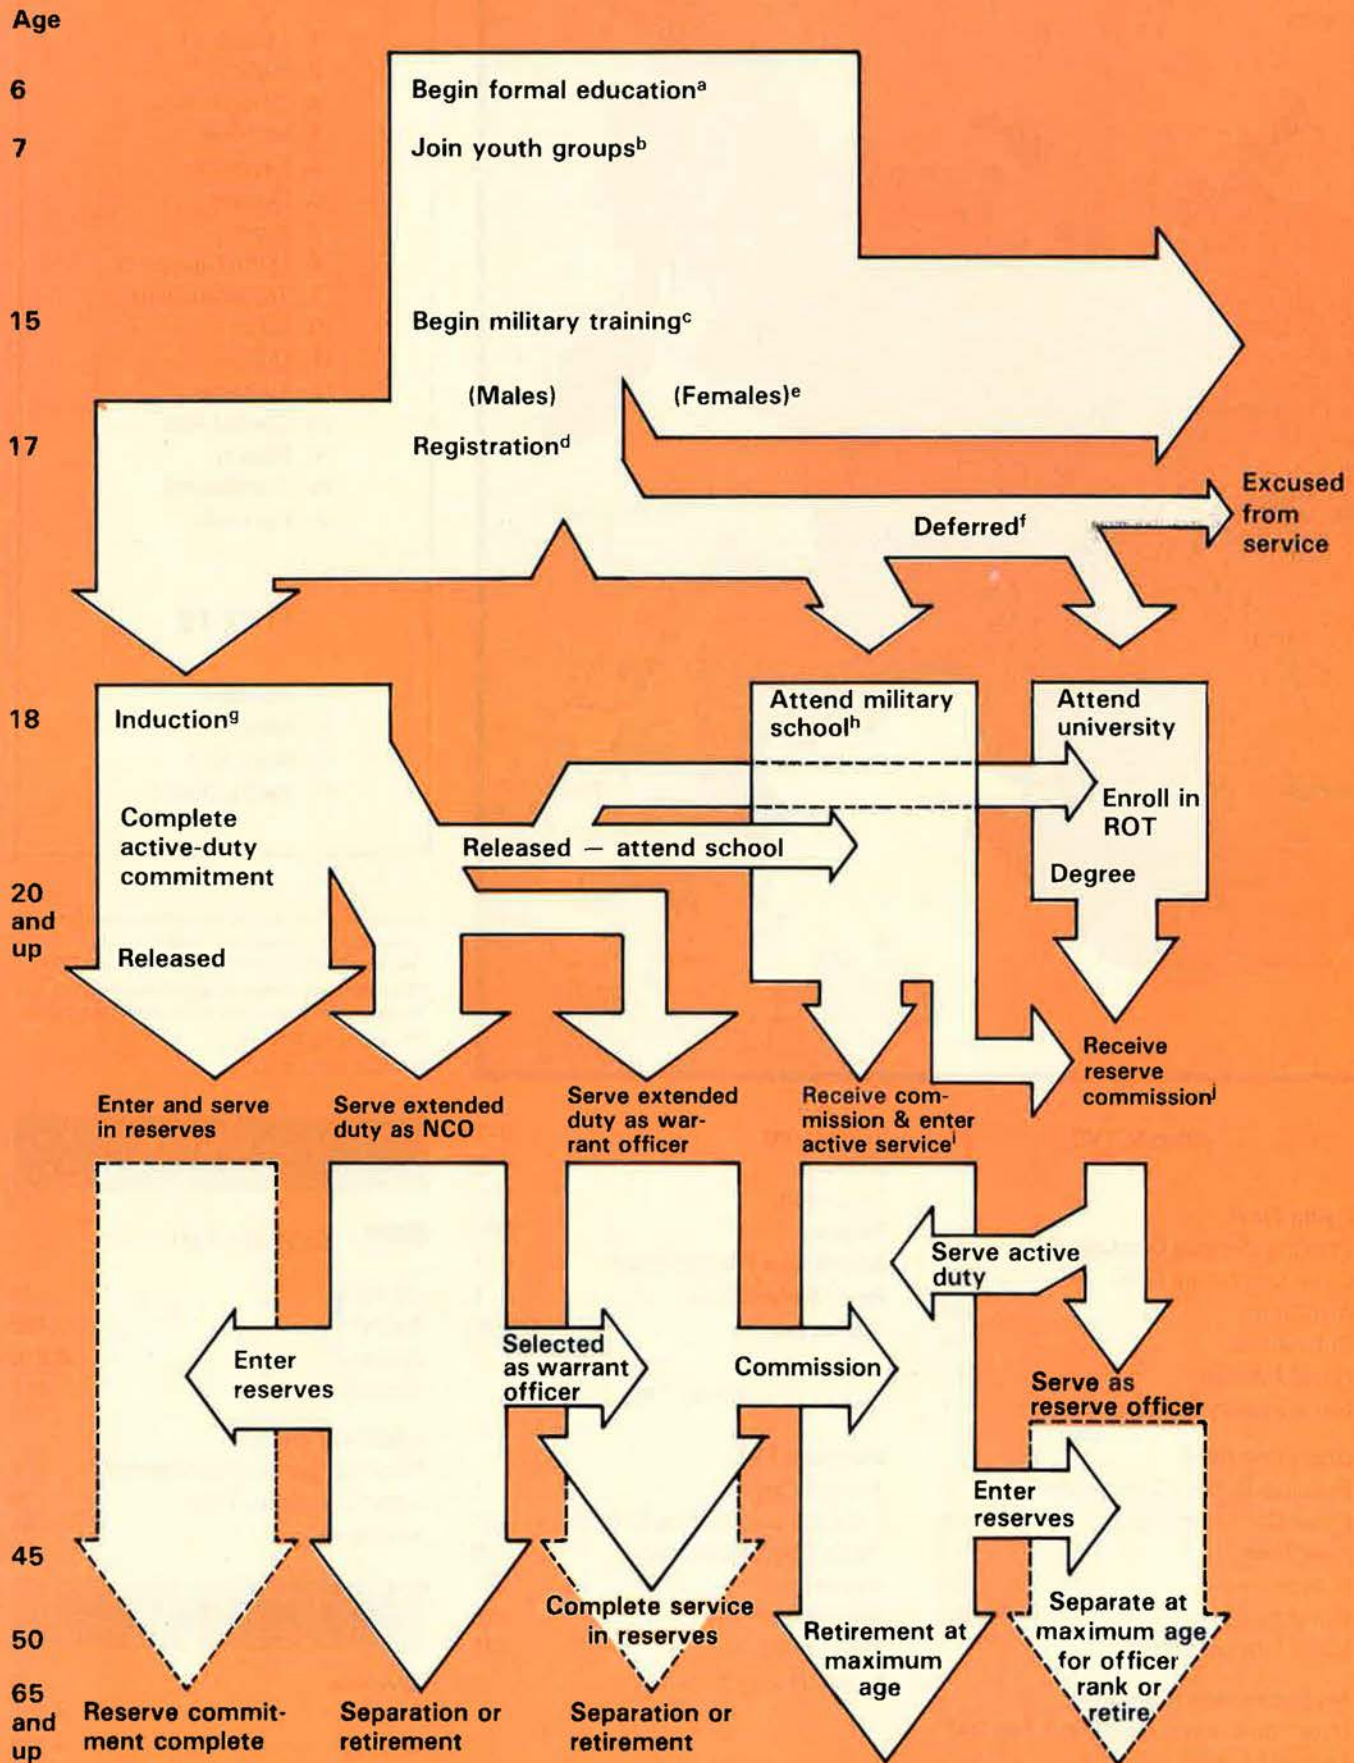 Age
6
Begin formal educationᵃ
7
Join youth groupsᵇ
15
Begin military trainingᶜ
(Males)
(Females)ᵉ
17
Registrationᵈ
Excused
from
service
Deferredᶠ
18
Inductionᵍ
Attend military
schoolʰ
Attend
university
Complete
active-duty
commitment
Enroll in
ROT
Released — attend school
Degree
20
and
up
Released
Enter and serve
in reserves
Serve extended
duty as NCO
Serve extended
duty as war-
rant officer
Receive com-
mission & enter
active serviceⁱ
Receive
reserve
commissionʲ
Serve active
duty
Enter
reserves
Selected
as warrant
officer
Commission
Serve as
reserve officer
Enter
reserves
45
Complete service
in reserves
50
Retirement at
maximum
age
Separate at
maximum age
for officer
rank or
retire
65
and
up
Reserve commit-
ment complete
Separation or
retirement
Separation or
retirement